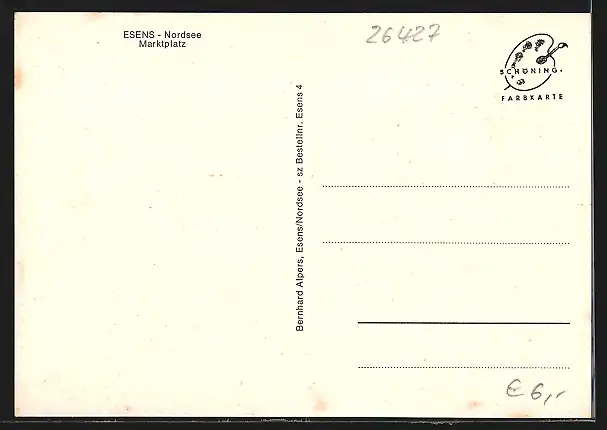 ESENS - Nordsee
Marktplatz
26427
SCHÖNING.
FARBKARTE
Bernhard Alpers, Esens/Nordsee - sz Bestellnr. Esens 4
€ 6,-